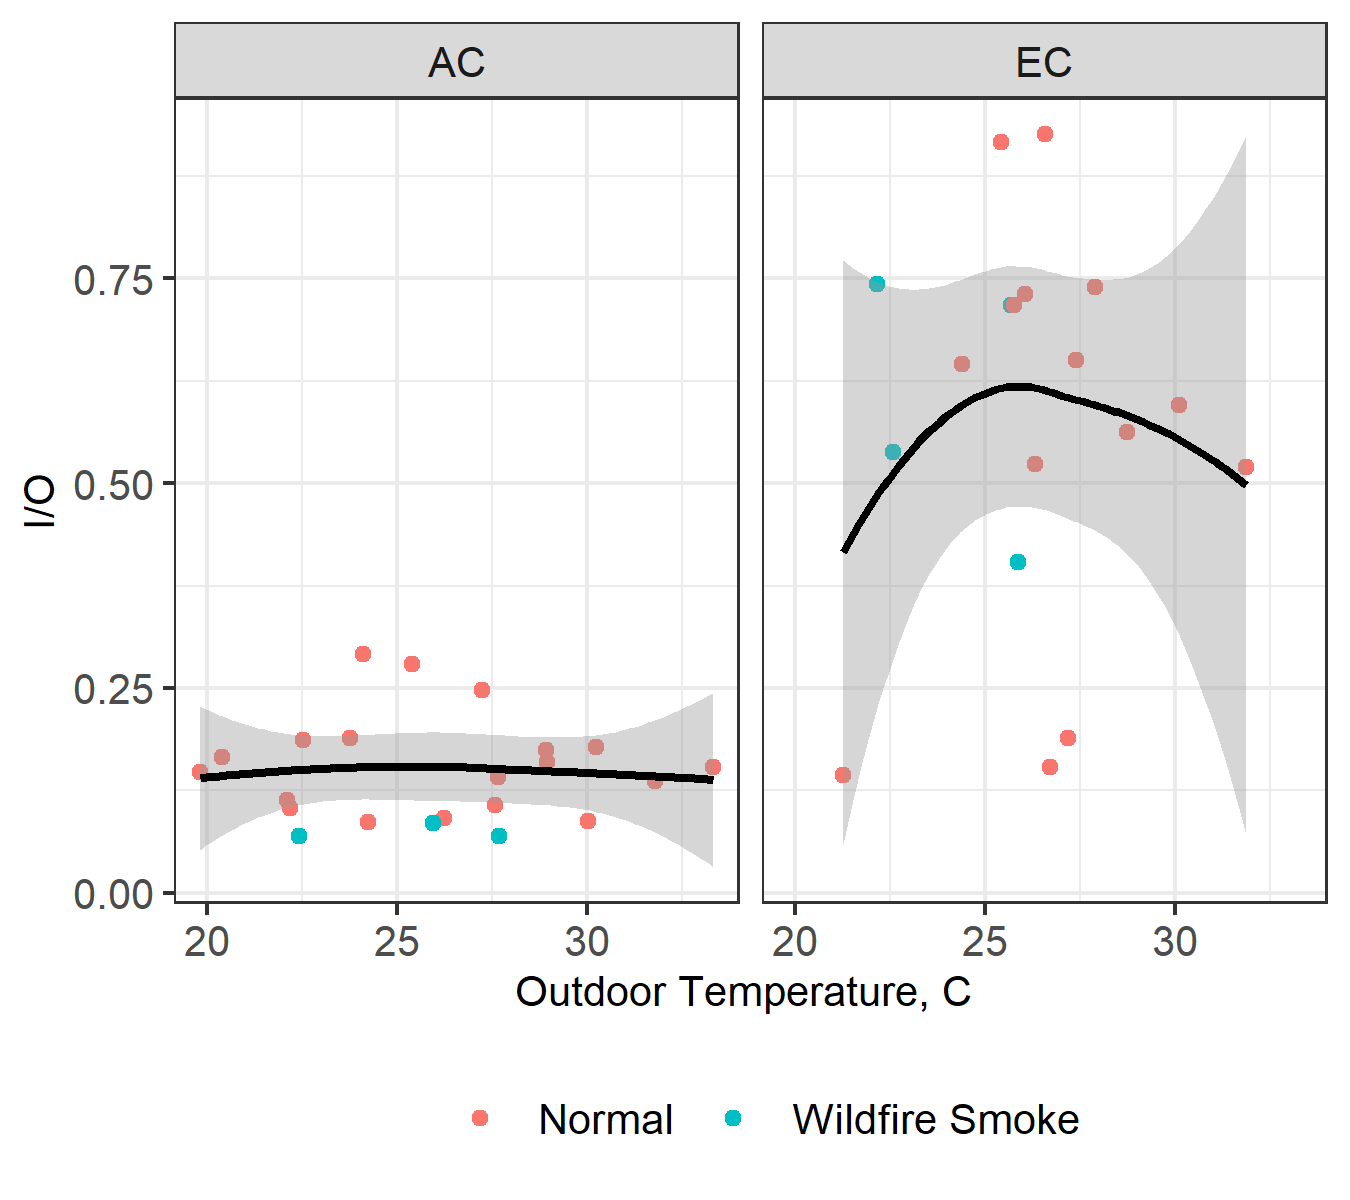 AC EC
I/O
0.75
0.50
0.25
0.00
20 25 30 20 25 30
Outdoor Temperature, C
Normal Wildfire Smoke